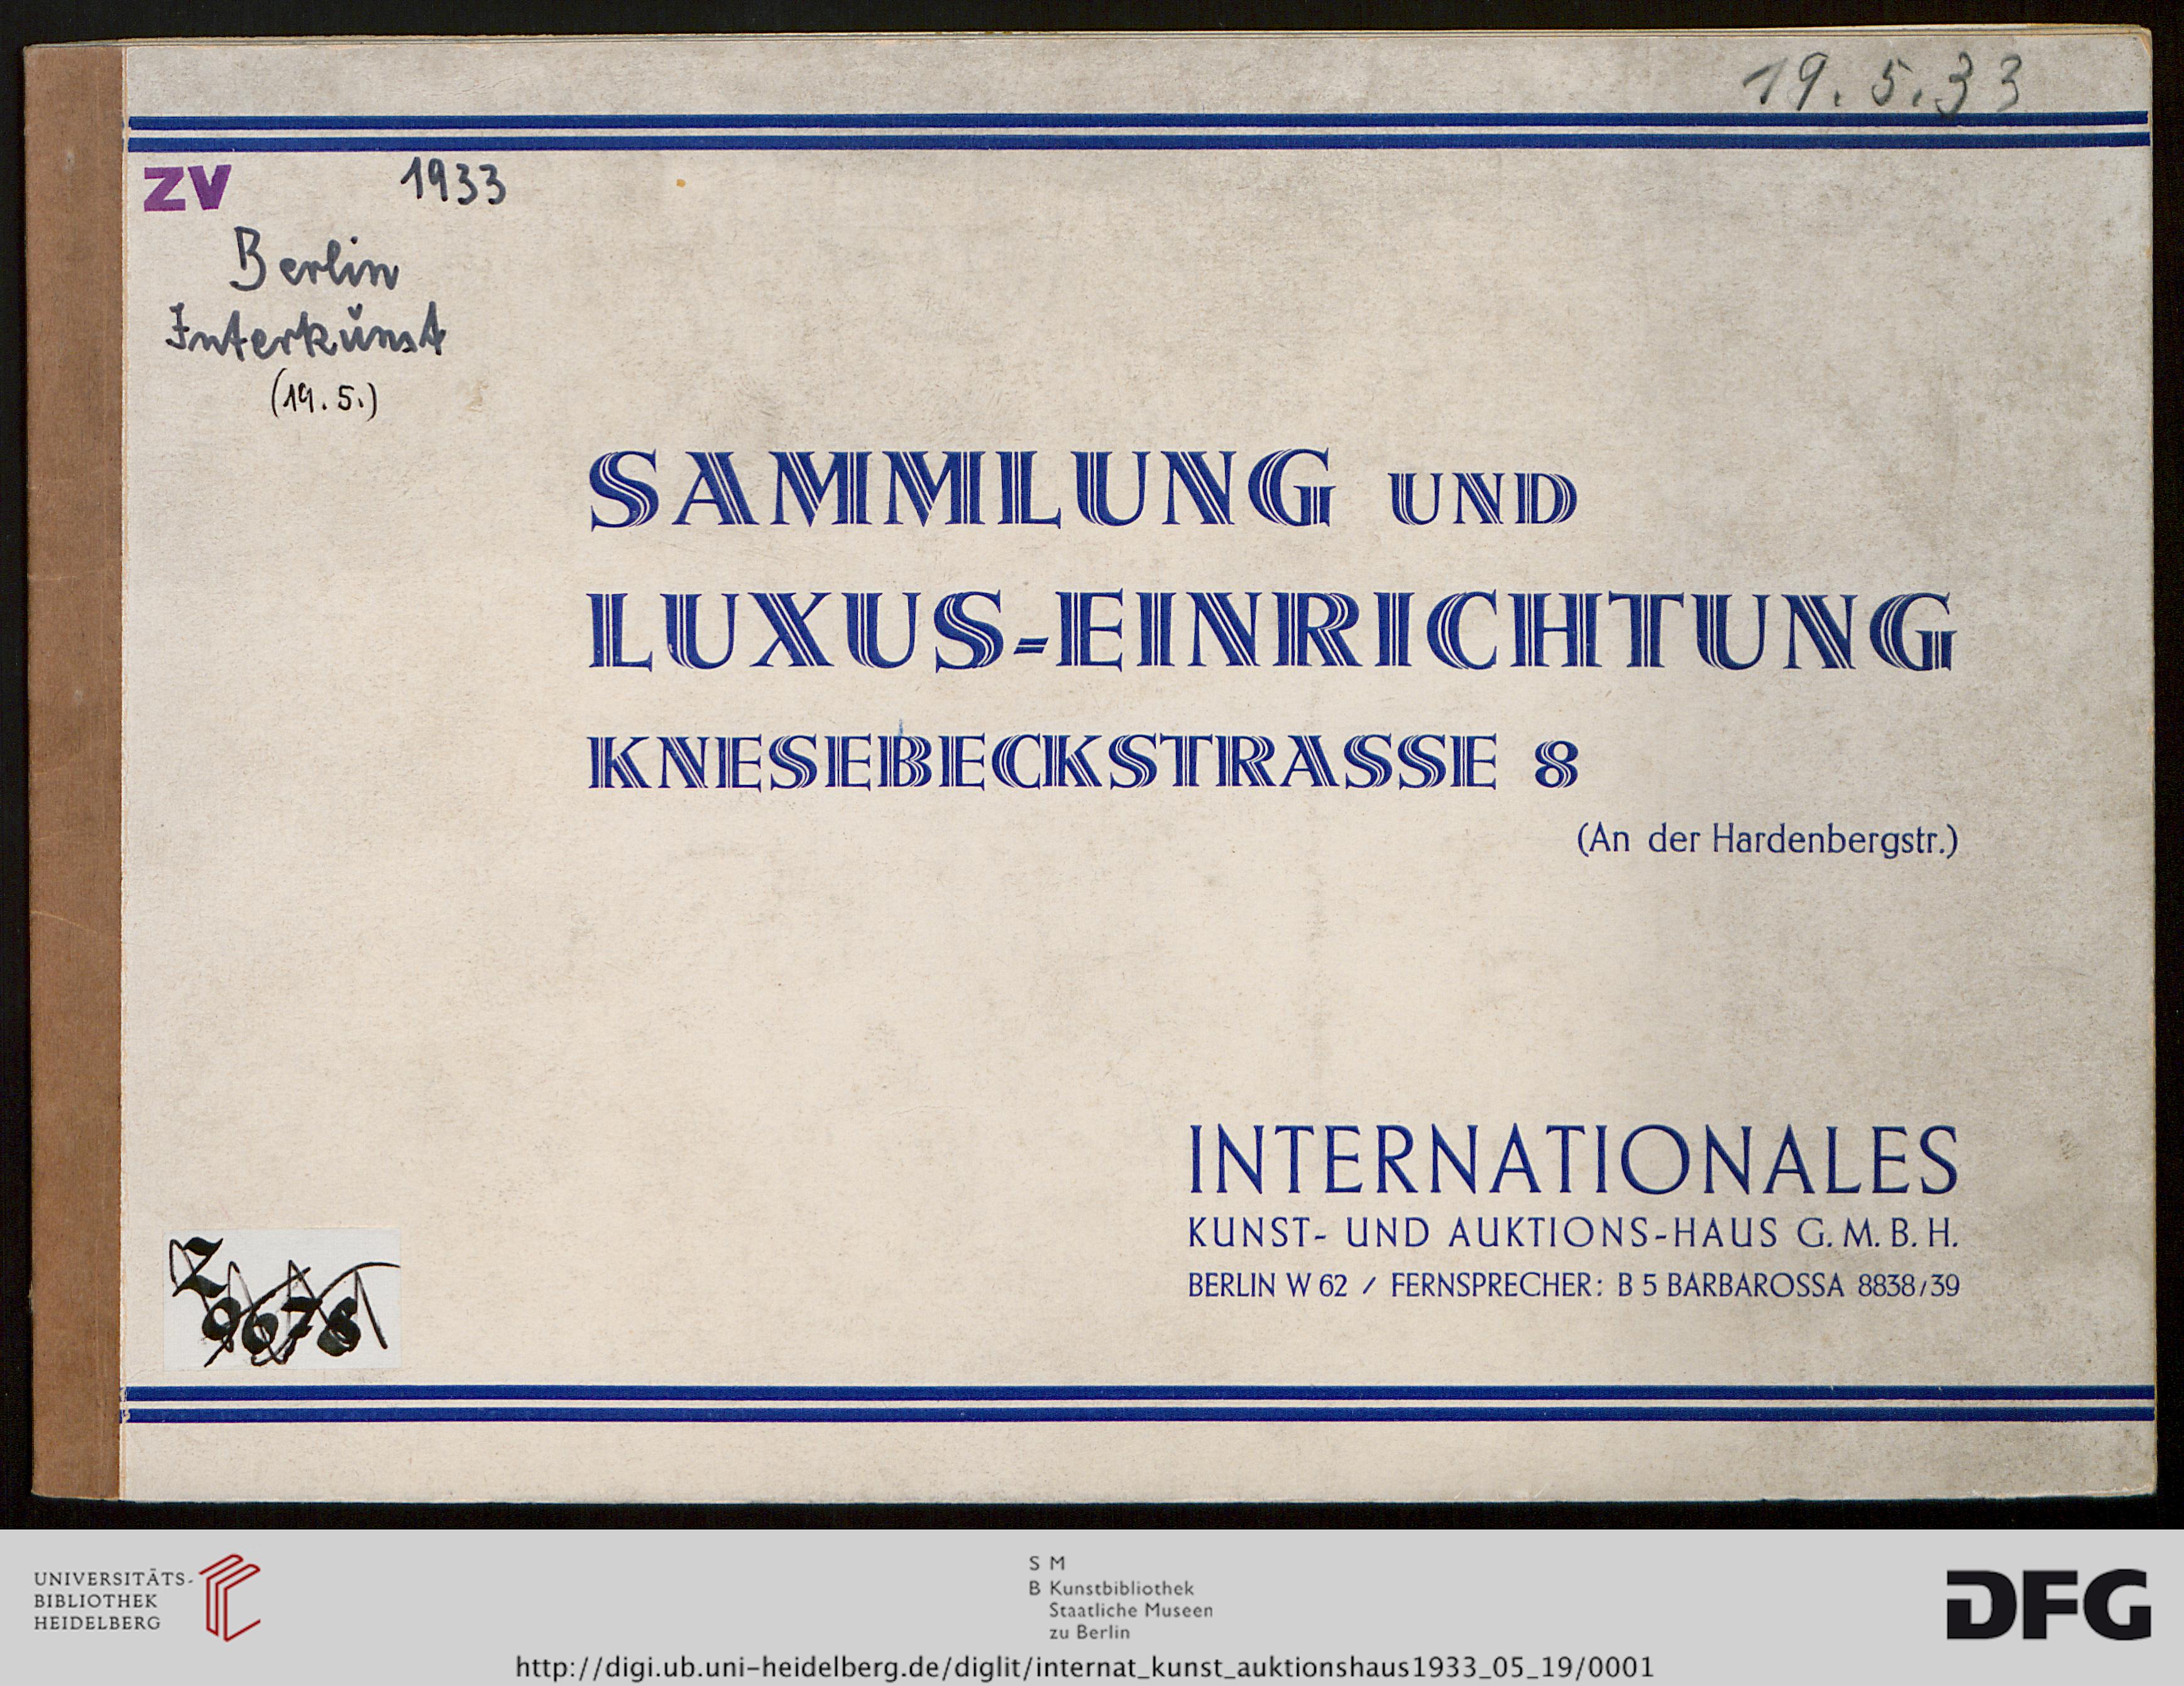 19.5.33
ZV 1933
Berlin
Interkunst
(19.5.)
SAMMLUNG UND
LUXUS-EINRICHTUNG
KNESEBECKSTRASSE 8
(An der Hardenbergstr.)
INTERNATIONALES
KUNST- UND AUKTIONS-HAUS G. M. B. H.
BERLIN W 62 / FERNSPRECHER: B 5 BARBAROSSA 8838/39
UNIVERSITÄTS-
BIBLIOTHEK
HEIDELBERG
S M
B Kunstbibliothek
Staatliche Museen
zu Berlin
DFG
http://digi.ub.uni-heidelberg.de/diglit/internat_kunst_auktionshaus1933_05_19/0001